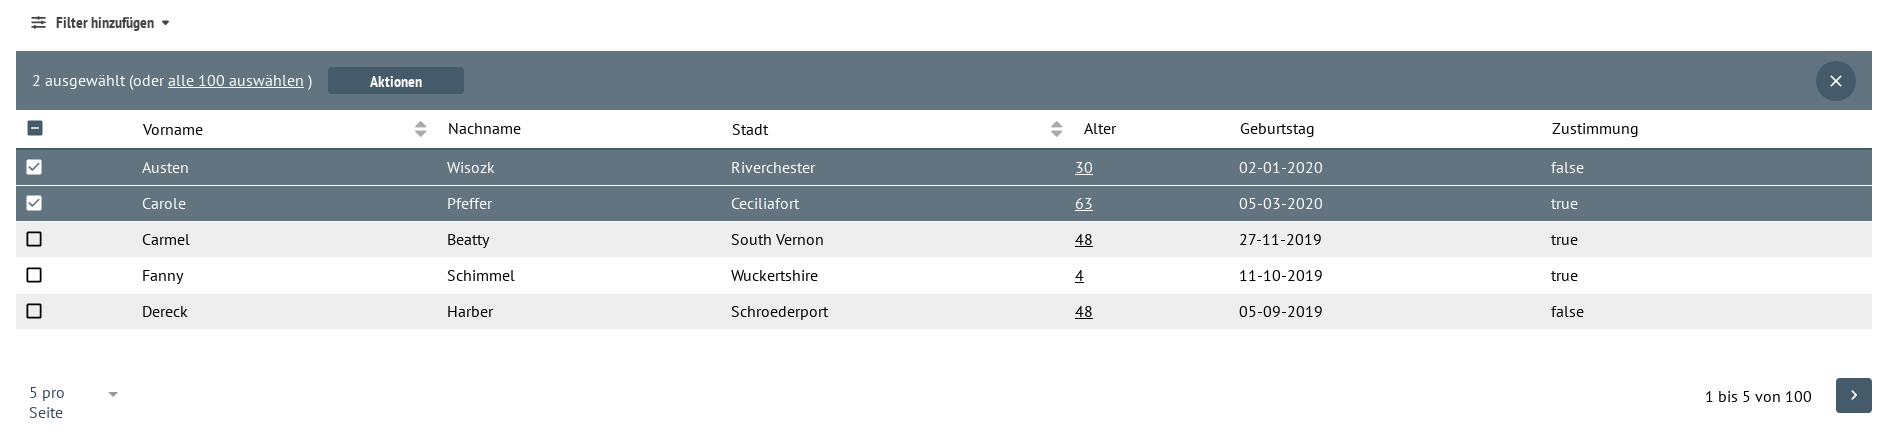 Filter hinzufügen
2 ausgewählt (oder alle 100 auswählen ) Aktionen
Vorname Nachname Stadt Alter Geburtstag Zustimmung
Austen Wisozk Riverchester 30 02-01-2020 false
Carole Pfeffer Ceciliafort 63 05-03-2020 true
Carmel Beatty South Vernon 48 27-11-2019 true
Fanny Schimmel Wuckertshire 4 11-10-2019 true
Dereck Harber Schroederport 48 05-09-2019 false
5 pro
Seite
1 bis 5 von 100